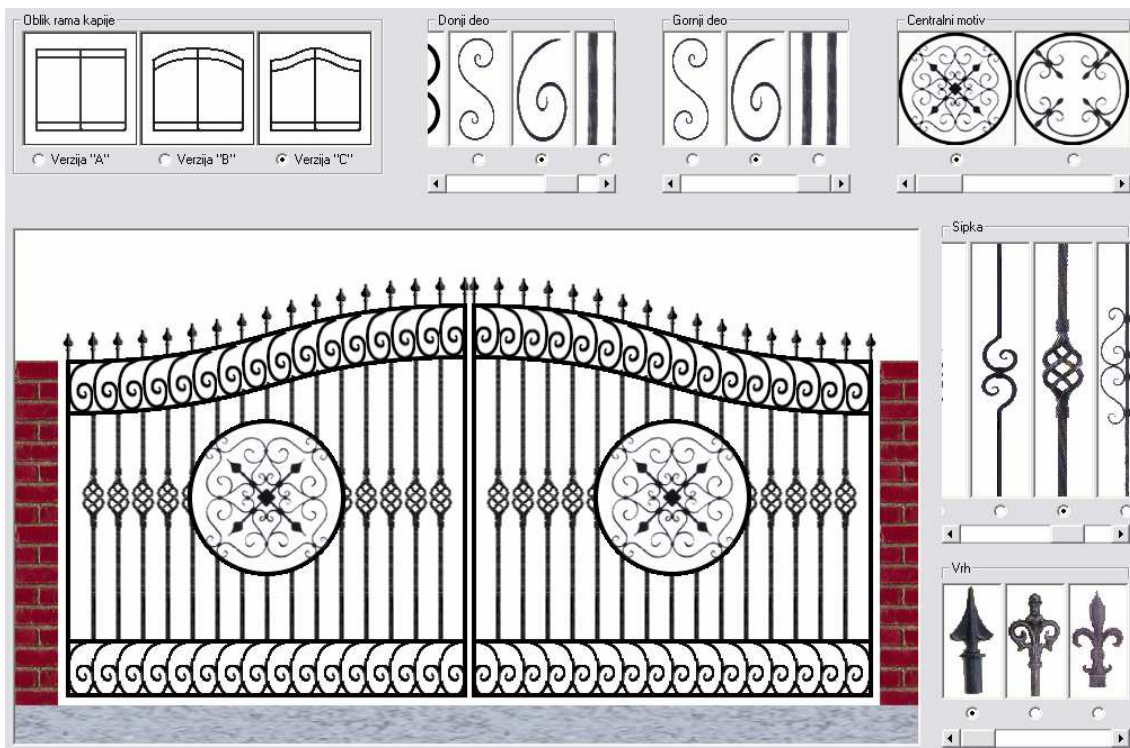 Oblik rama kapije
Donji deo
Gornji deo
Centralni motiv
Verzija "A"
Verzija "B"
Verzija "C"
Sipka
Vrh